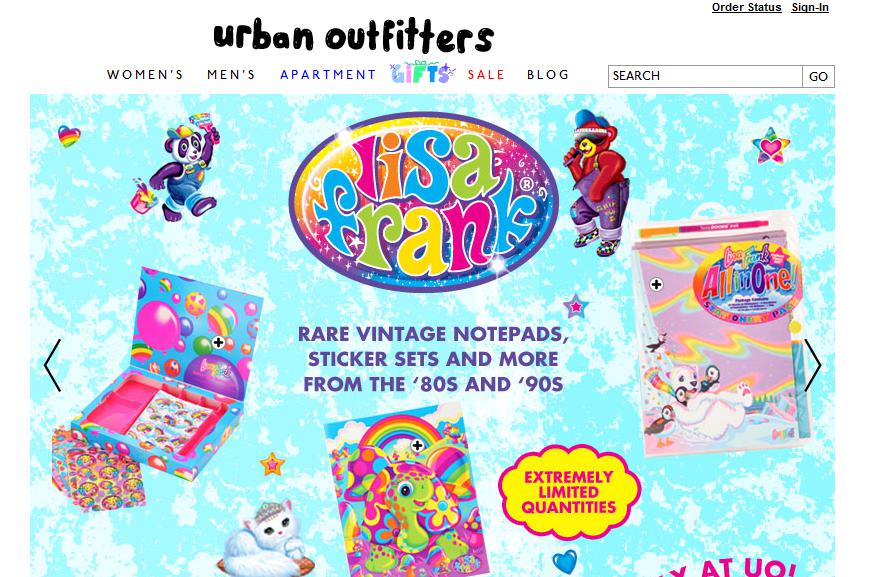 Order Status Sign-In
urban outfitters
WOMEN'S MEN'S APARTMENT GIFTS SALE BLOG
SEARCH GO
lisa
frank®
RARE VINTAGE NOTEPADS,
STICKER SETS AND MORE
FROM THE ‘80S AND ‘90S
lisa frank
All in One!
STATIONERY PAK
EXTREMELY
LIMITED
QUANTITIES
AT UO!